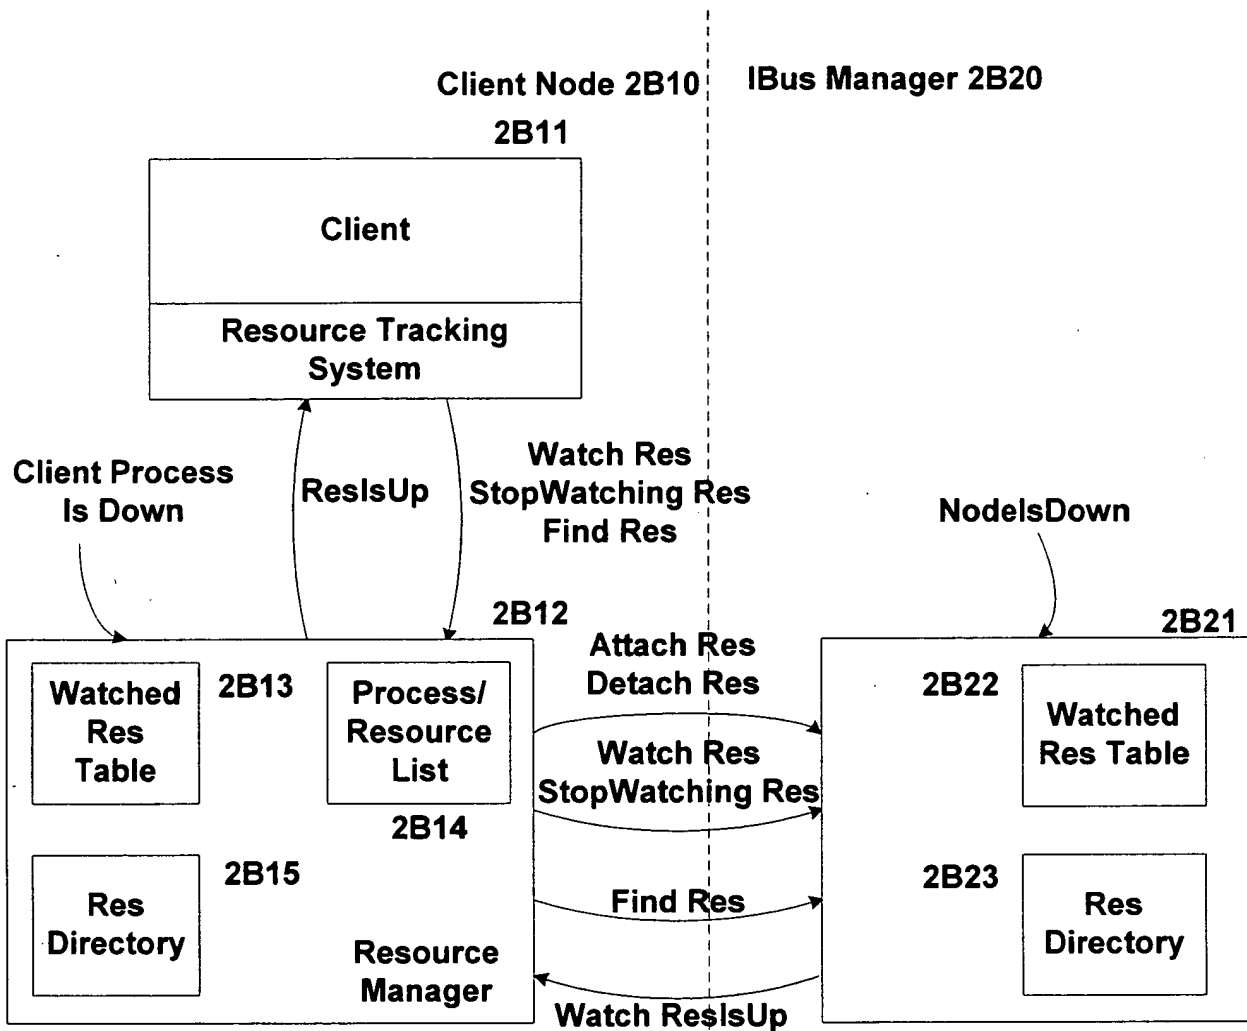 Client Node 2B10
IBus Manager 2B20
2B11
Client
Resource Tracking
System
Client Process
Is Down
ResIsUp
Watch Res
StopWatching Res
Find Res
NodeIsDown
2B12
2B21
Watched
Res
Table
2B13
Process/
Resource
List
2B14
Attach Res
Detach Res
Watch Res
StopWatching Res
2B22
Watched
Res Table
2B15
Res
Directory
Resource
Manager
Find Res
Watch ResIsUp
2B23
Res
Directory